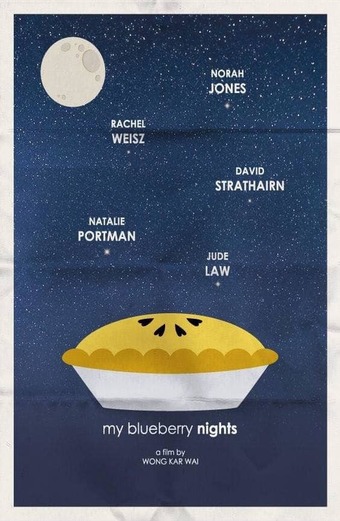 NORAH
JONES
RACHEL
WEISZ
DAVID
STRATHAIRN
NATALIE
PORTMAN
JUDE
LAW
my blueberry nights
a film by
WONG KAR WAI